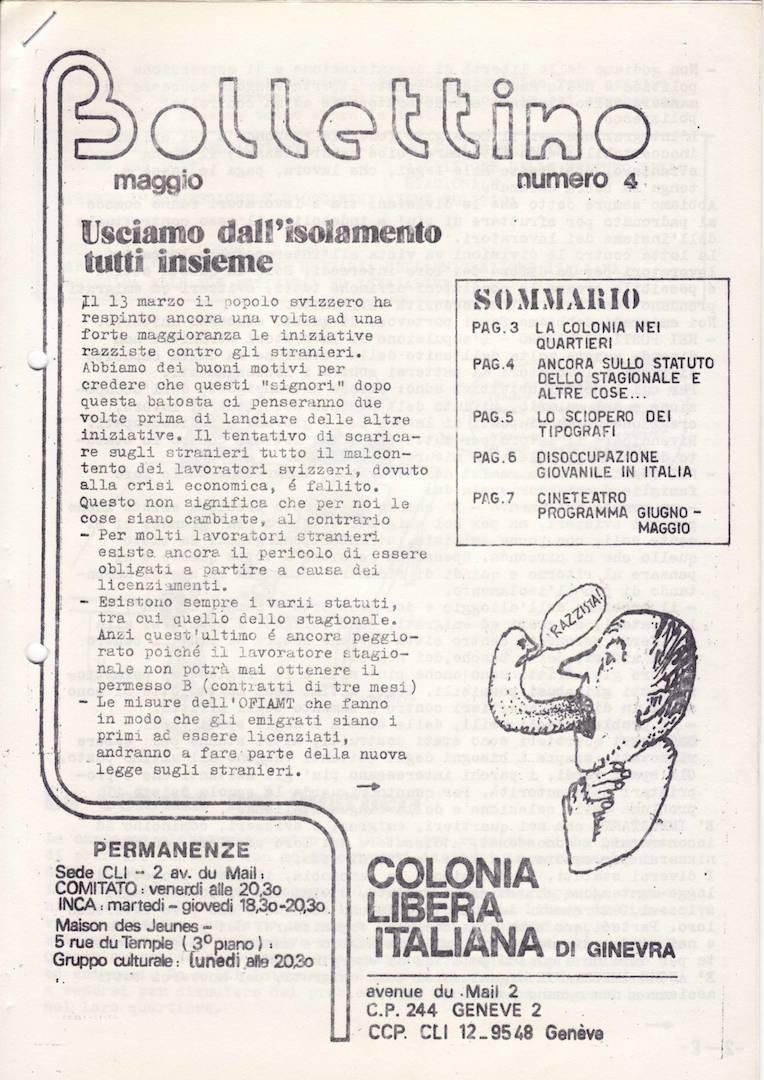 Bollettino
maggio numero 4
Usciamo dall'isolamento
tutti insieme
Il 13 marzo il popolo svizzero ha
respinto ancora una volta ad una
forte maggioranza le iniziative
razziste contro gli stranieri.
Abbiamo dei buoni motivi per
credere che questi "signori" dopo
questa batosta ci penseranno due
volte prima di lanciare delle altre
iniziative. Il tentativo di scarica-
re sugli stranieri tutto il malcon-
tento dei lavoratori svizzeri, dovuto
alla crisi economica, é fallito.
Questo non significa che per noi le
cose siano cambiate, al contrario
- Per molti lavoratori stranieri
esiste ancora il pericolo di essere
obligati a partire a causa dei
licenziamenti.
- Esistono sempre i varii statuti,
tra cui quello dello stagionale.
Anzi quest'ultimo é ancora peggio-
rato poiché il lavoratore stagio-
nale non potrà mai ottenere il
permesso B (contratti di tre mesi)
- Le misure dell'OFIAMT che fanno
in modo che gli emigrati siano i
primi ad essere licenziati,
andranno a fare parte della nuova
legge sugli stranieri.
SOMMARIO
PAG.3 LA COLONIA NEI
QUARTIERI
PAG.4 ANCORA SULLO STATUTO
DELLO STAGIONALE E
ALTRE COSE...
PAG.5 LO SCIOPERO DEI
TIPOGRAFI
PAG.6 DISOCCUPAZIONE
GIOVANILE IN ITALIA
PAG.7 CINETEATRO
PROGRAMMA GIUGNO-
MAGGIO
RAZZISTA!
PERMANENZE
Sede CLI - 2 av. du Mail :
COMITATO : venerdi alle 20,30
INCA : martedi - giovedi 18,30-20,30
Maison des Jeunes -
5 rue du Temple ( 3º piano ) :
Gruppo culturale : lunedi alle 20,30
COLONIA
LIBERA
ITALIANA DI GINEVRA
avenue du Mail 2
C.P. 244 GENEVE 2
CCP. CLI 12_9548 Genève